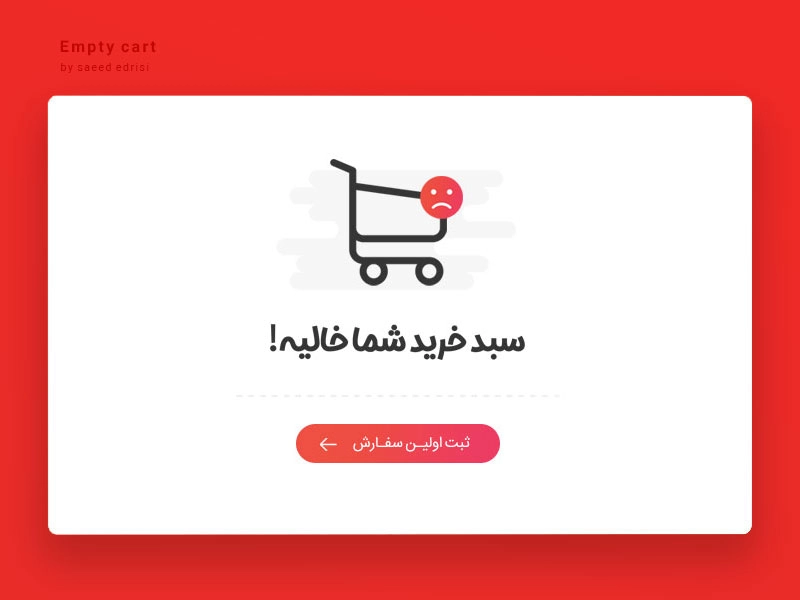 Empty cart
by saeed edrisi
سبد خرید شما خالیه!
ثبت اولیـن سفـارش